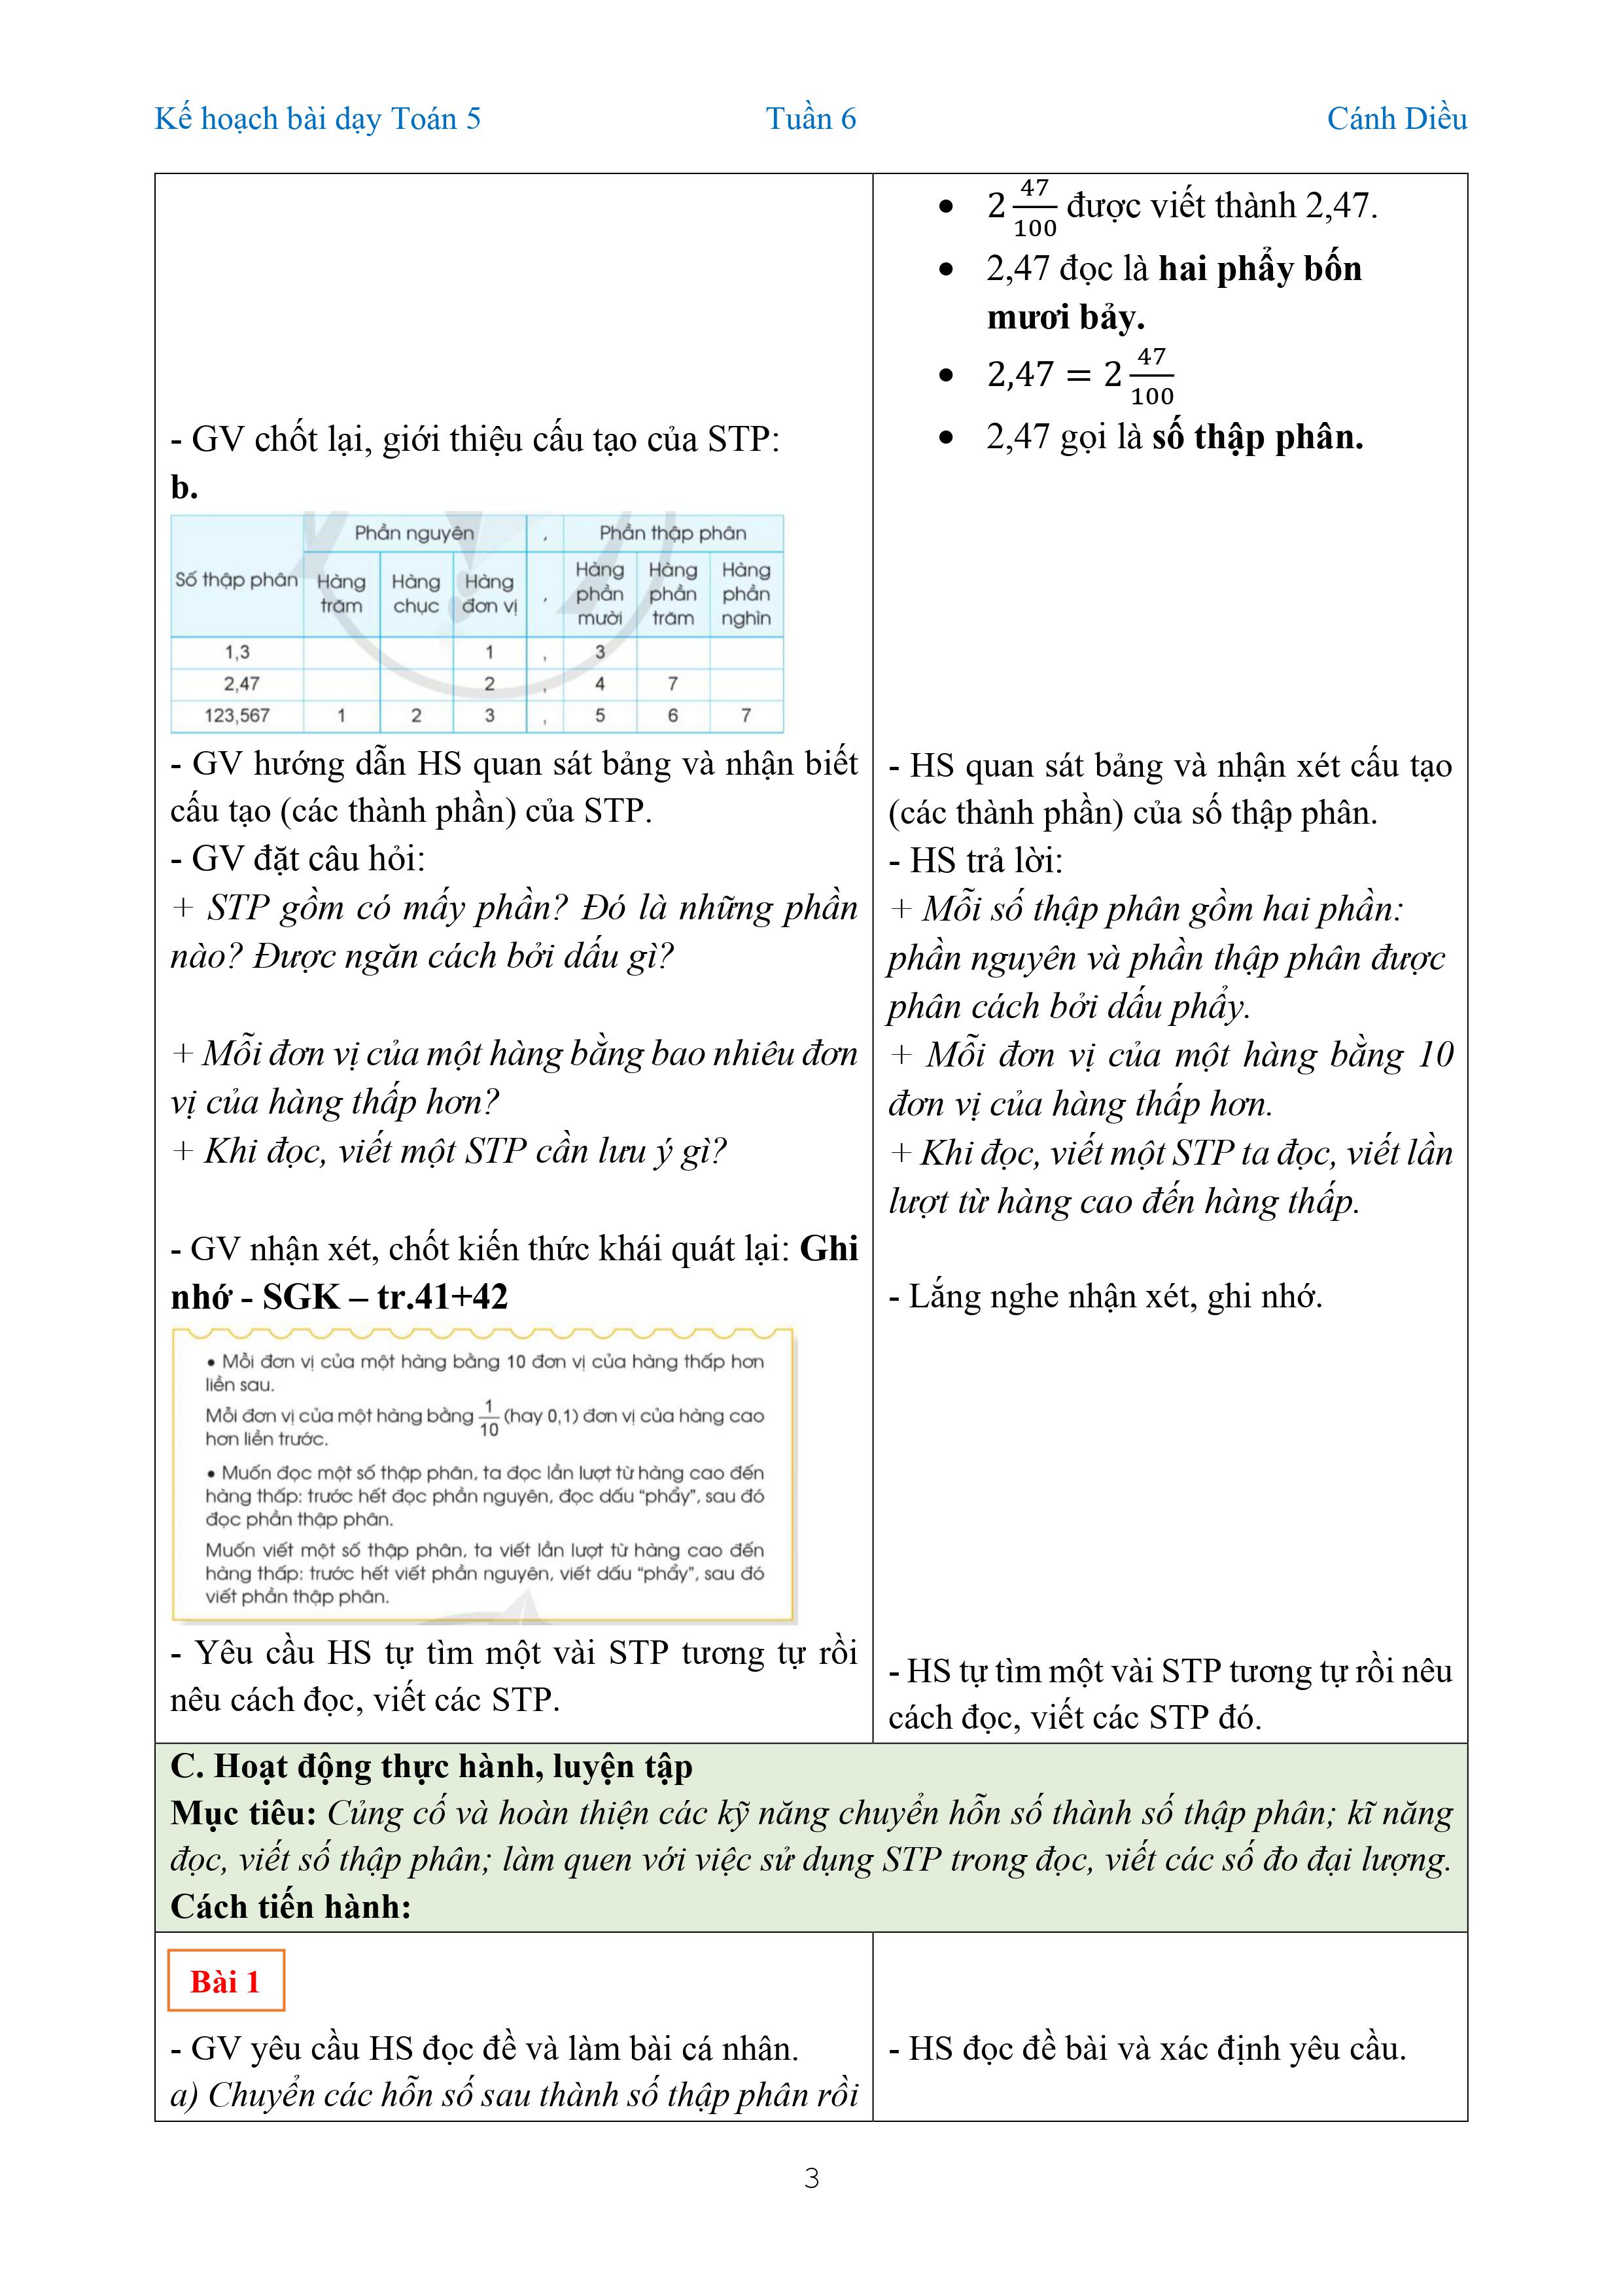 Kế hoạch bài dạy Toán 5 Tuần 6 Cánh Diều
- GV chốt lại, giới thiệu cấu tạo của STP:
b.
Số thập phân Phần nguyên , Phần thập phân
Hàng trăm Hàng chục Hàng đơn vị , Hàng phần mười Hàng phần trăm Hàng phần nghìn
1,3 1 , 3
2,47 2 , 4 7
123,567 1 2 3 , 5 6 7
- GV hướng dẫn HS quan sát bảng và nhận biết
cấu tạo (các thành phần) của STP.
- GV đặt câu hỏi:
+ STP gồm có mấy phần? Đó là những phần
nào? Được ngăn cách bởi dấu gì?
+ Mỗi đơn vị của một hàng bằng bao nhiêu đơn
vị của hàng thấp hơn?
+ Khi đọc, viết một STP cần lưu ý gì?
- GV nhận xét, chốt kiến thức khái quát lại: Ghi
nhớ - SGK – tr.41+42
• Mỗi đơn vị của một hàng bằng 10 đơn vị của hàng thấp hơn
liền sau.
Mỗi đơn vị của một hàng bằng 1/10 (hay 0,1) đơn vị của hàng cao
hơn liền trước.
• Muốn đọc một số thập phân, ta đọc lần lượt từ hàng cao đến
hàng thấp: trước hết đọc phần nguyên, đọc dấu “phẩy”, sau đó
đọc phần thập phân.
Muốn viết một số thập phân, ta viết lần lượt từ hàng cao đến
hàng thấp: trước hết viết phần nguyên, viết dấu “phẩy”, sau đó
viết phần thập phân.
- Yêu cầu HS tự tìm một vài STP tương tự rồi
nêu cách đọc, viết các STP.
• 2 47/100 được viết thành 2,47.
• 2,47 đọc là hai phẩy bốn
mươi bảy.
• 2,47 = 2 47/100
• 2,47 gọi là số thập phân.
- HS quan sát bảng và nhận xét cấu tạo
(các thành phần) của số thập phân.
- HS trả lời:
+ Mỗi số thập phân gồm hai phần:
phần nguyên và phần thập phân được
phân cách bởi dấu phẩy.
+ Mỗi đơn vị của một hàng bằng 10
đơn vị của hàng thấp hơn.
+ Khi đọc, viết một STP ta đọc, viết lần
lượt từ hàng cao đến hàng thấp.
- Lắng nghe nhận xét, ghi nhớ.
- HS tự tìm một vài STP tương tự rồi nêu
cách đọc, viết các STP đó.
C. Hoạt động thực hành, luyện tập
Mục tiêu: Củng cố và hoàn thiện các kỹ năng chuyển hỗn số thành số thập phân; kĩ năng
đọc, viết số thập phân; làm quen với việc sử dụng STP trong đọc, viết các số đo đại lượng.
Cách tiến hành:
Bài 1
- GV yêu cầu HS đọc đề và làm bài cá nhân.
a) Chuyển các hỗn số sau thành số thập phân rồi
- HS đọc đề bài và xác định yêu cầu.
3